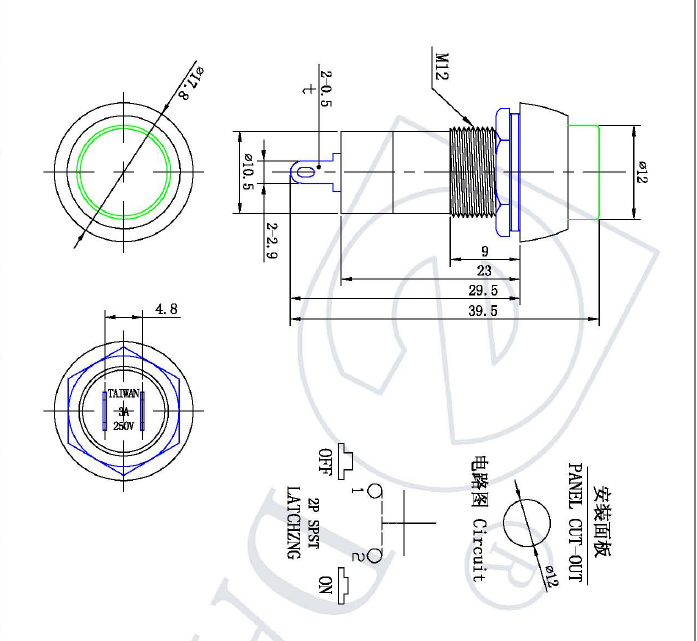 ø17.8
2-0.5
M12
ø10.5
2-2.9
ø12
9
23
29.5
39.5
4.8
TAIWAN
3A
250V
OFF
1
2P SPST
LATCHZNG
2
ON
电路图 Circuit
安装面板
PANEL CUT-OUT
ø12
R